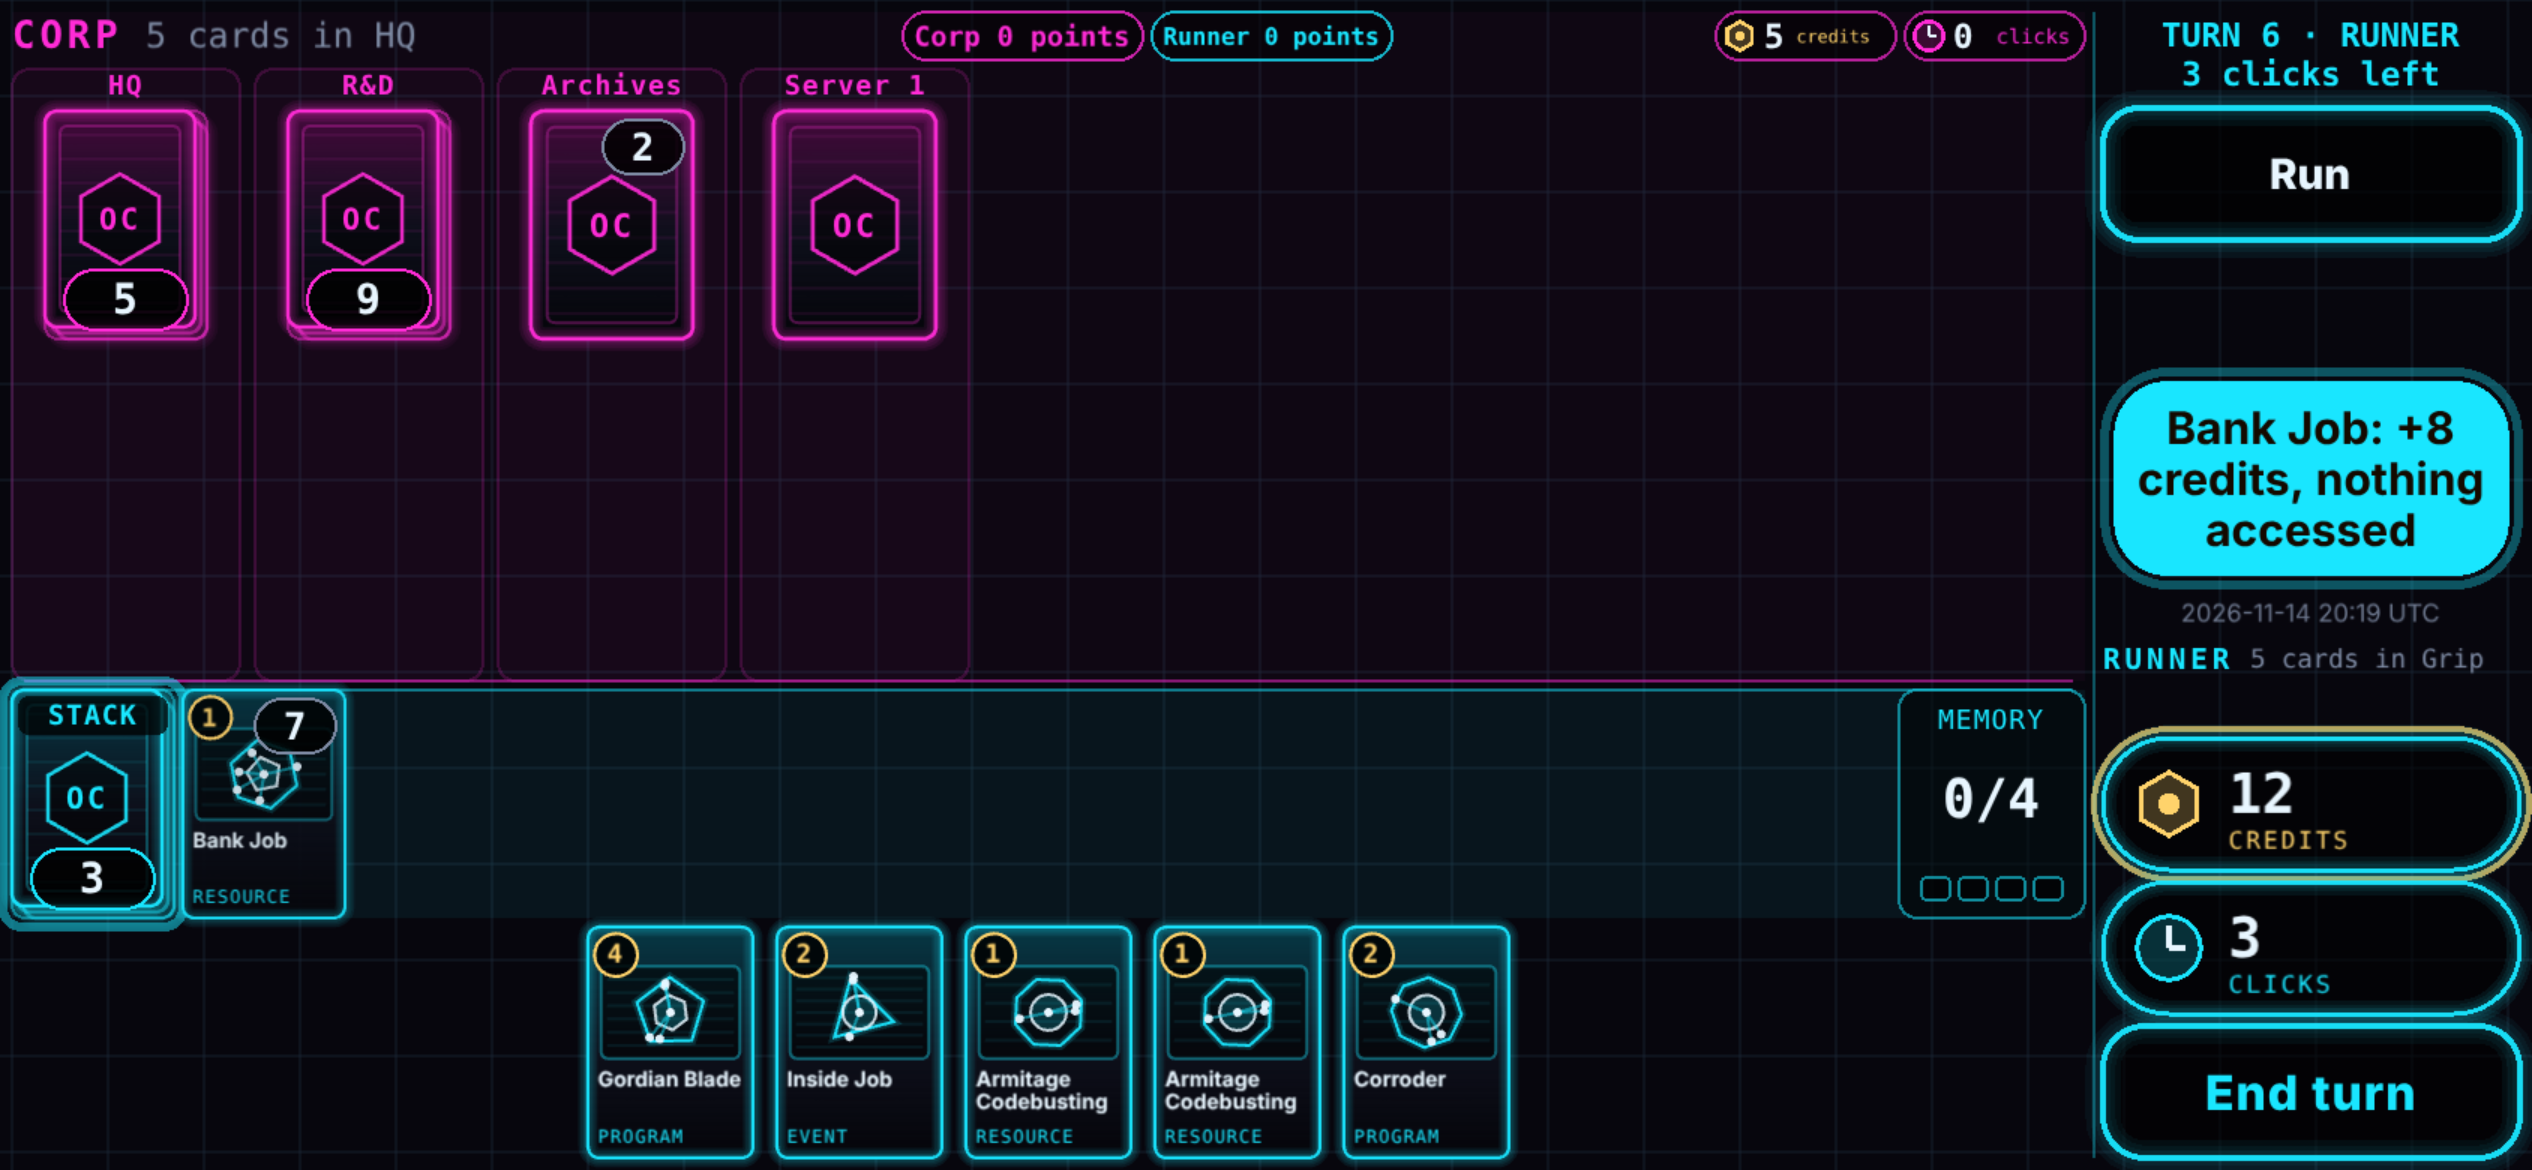 CORP 5 cards in HQ
Corp 0 points
Runner 0 points
5 credits
0 clicks
TURN 6 · RUNNER
3 clicks left
HQ
R&D
Archives
Server 1
OC
5
OC
9
2
OC
OC
Run
Bank Job: +8
credits, nothing
accessed
2026-11-14 20:19 UTC
RUNNER 5 cards in Grip
STACK
OC
3
1
7
Bank Job
RESOURCE
MEMORY
0/4
12
CREDITS
3
CLICKS
End turn
4
Gordian Blade
PROGRAM
2
Inside Job
EVENT
1
Armitage
Codebusting
RESOURCE
1
Armitage
Codebusting
RESOURCE
2
Corroder
PROGRAM